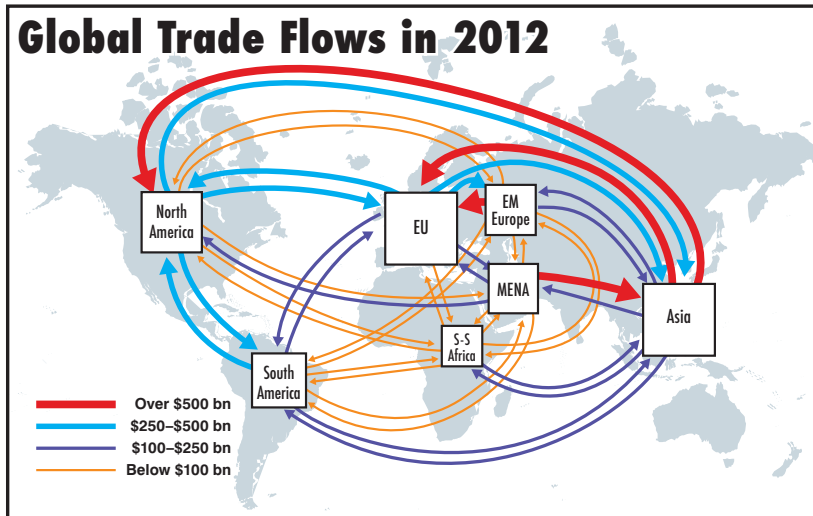 Global Trade Flows in 2012
North
America
EU
EM
Europe
MENA
Asia
S-S
Africa
South
America
Over $500 bn
$250–$500 bn
$100–$250 bn
Below $100 bn